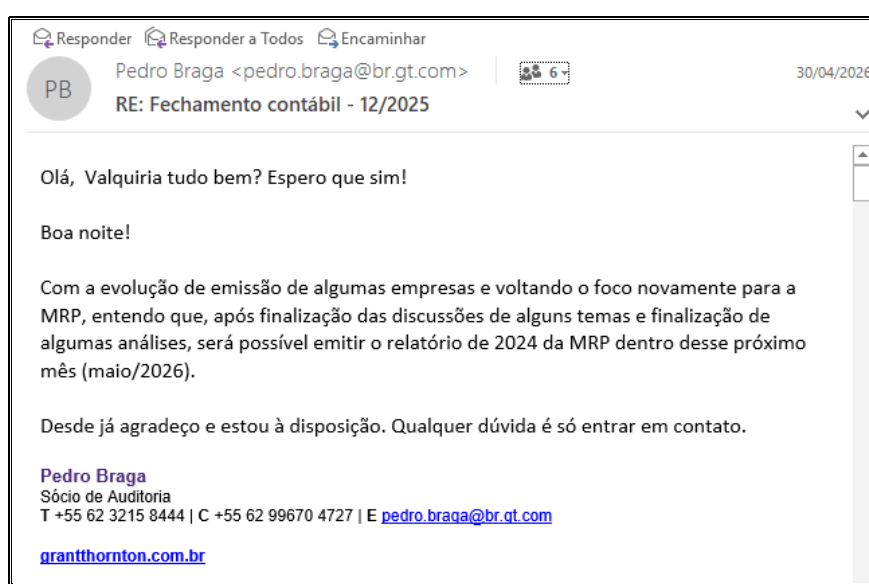 Responder Responder a Todos Encaminhar
PB
Pedro Braga <pedro.braga@br.gt.com>
6
30/04/2026
RE: Fechamento contábil - 12/2025
Olá,  Valquiria tudo bem? Espero que sim!
Boa noite!
Com a evolução de emissão de algumas empresas e voltando o foco novamente para a
MRP, entendo que, após finalização das discussões de alguns temas e finalização de
algumas análises, será possível emitir o relatório de 2024 da MRP dentro desse próximo
mês (maio/2026).
Desde já agradeço e estou à disposição. Qualquer dúvida é só entrar em contato.
Pedro Braga
Sócio de Auditoria
T +55 62 3215 8444 | C +55 62 99670 4727 | E pedro.braga@br.gt.com
grantthornton.com.br